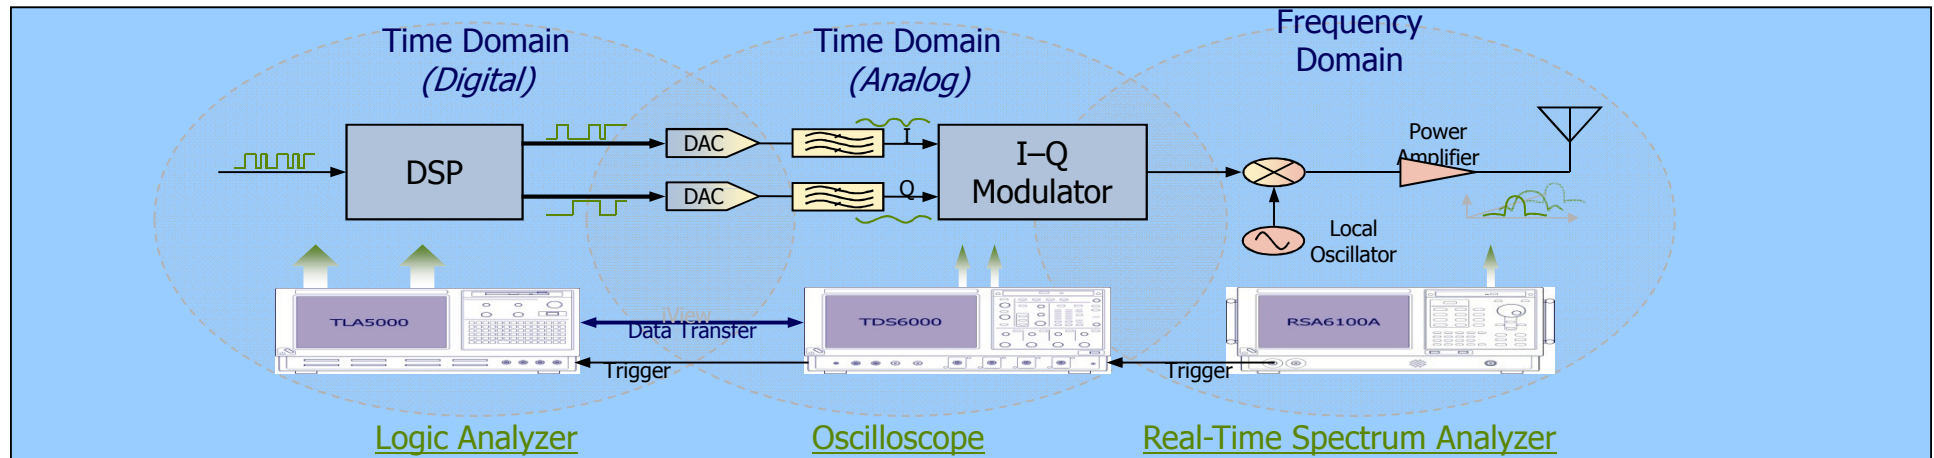 Time Domain
(Digital)
Time Domain
(Analog)
Frequency
Domain
DSP
DAC
DAC
I
Q
I–Q
Modulator
Power
Amplifier
Local
Oscillator
TLA5000
iView
Data Transfer
Trigger
TDS6000
Trigger
RSA6100A
Logic Analyzer
Oscilloscope
Real-Time Spectrum Analyzer